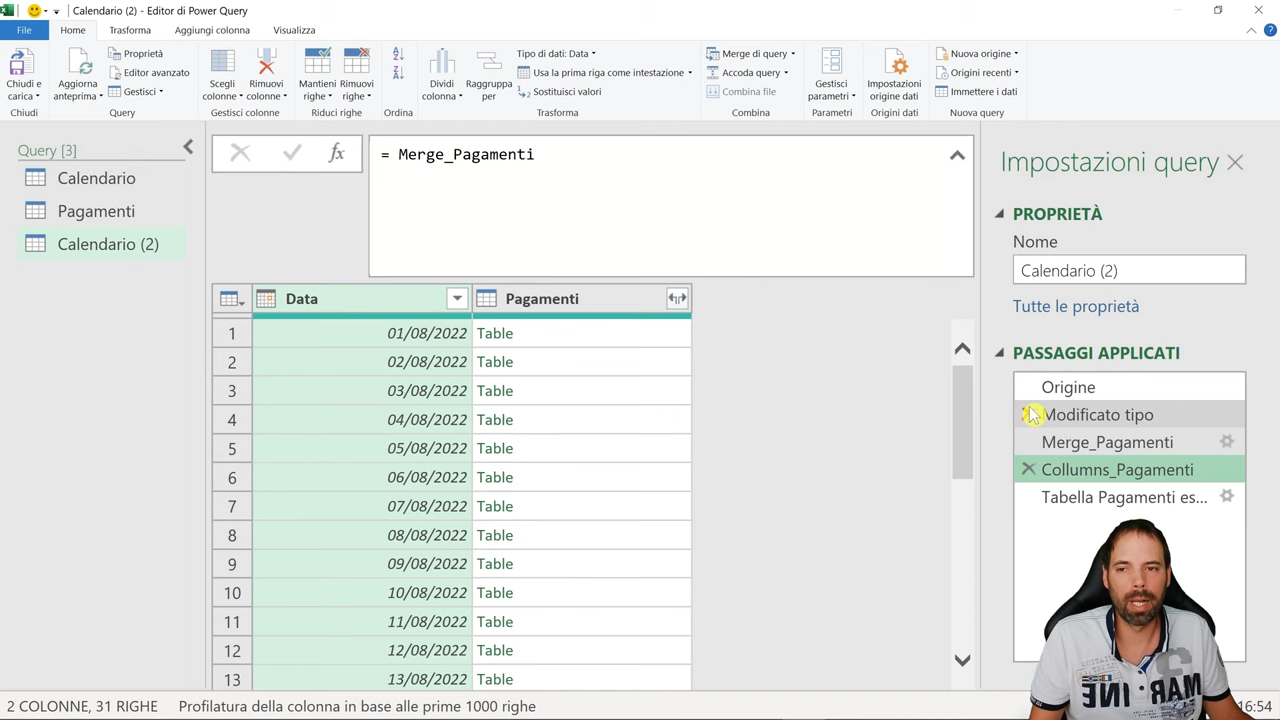 Calendario (2) - Editor di Power Query
File
Home
Trasforma
Aggiungi colonna
Visualizza
Chiudi e carica
Chiudi
Aggiorna anteprima
Proprietà
Editor avanzato
Gestisci
Query
Scegli colonne
Rimuovi colonne
Gestisci colonne
Mantieni righe
Rimuovi righe
Riduci righe
Ordina
Dividi colonna
Raggruppa per
Tipo di dati: Data
Usa la prima riga come intestazione
Sostituisci valori
Trasforma
Merge di query
Accoda query
Combina file
Combina
Gestisci parametri
Parametri
Impostazioni origine dati
Origini dati
Nuova origine
Origini recenti
Immettere i dati
Nuova query
Query [3]
Calendario
Pagamenti
Calendario (2)
fx
= Merge_Pagamenti
Data Pagamenti
1 01/08/2022 Table
2 02/08/2022 Table
3 03/08/2022 Table
4 04/08/2022 Table
5 05/08/2022 Table
6 06/08/2022 Table
7 07/08/2022 Table
8 08/08/2022 Table
9 09/08/2022 Table
10 10/08/2022 Table
11 11/08/2022 Table
12 12/08/2022 Table
13 13/08/2022 Table
Impostazioni query
PROPRIETÀ
Nome
Calendario (2)
Tutte le proprietà
PASSAGGI APPLICATI
Origine
Modificato tipo
Merge_Pagamenti
Collumns_Pagamenti
Tabella Pagamenti es...
2 COLONNE, 31 RIGHE
Profilatura della colonna in base alle prime 1000 righe
16:54